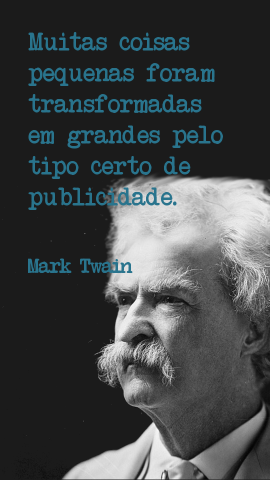 Muitas coisas
pequenas foram
transformadas
em grandes pelo
tipo certo de
publicidade.
Mark Twain